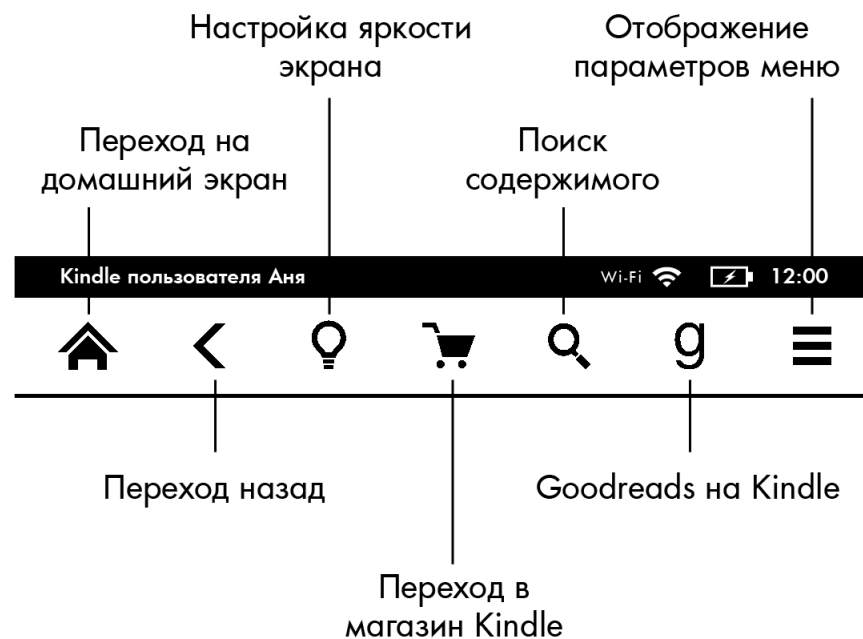 Настройка яркости
экрана
Отображение
параметров меню
Переход на
домашний экран
Поиск
содержимого
Kindle пользователя Аня
Wi-Fi
12:00
g
Переход назад
Goodreads на Kindle
Переход в
магазин Kindle